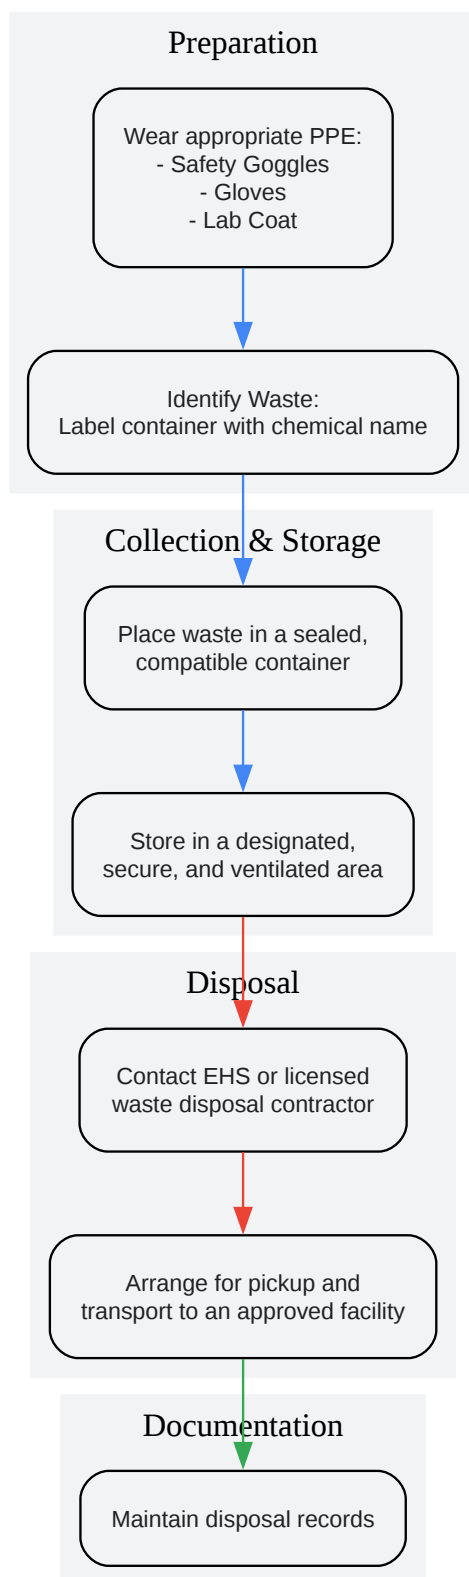 Preparation
Wear appropriate PPE:
- Safety Goggles
- Gloves
- Lab Coat
Identify Waste:
Label container with chemical name
Collection & Storage
Place waste in a sealed,
compatible container
Store in a designated,
secure, and ventilated area
Disposal
Contact EHS or licensed
waste disposal contractor
Arrange for pickup and
transport to an approved facility
Documentation
Maintain disposal records